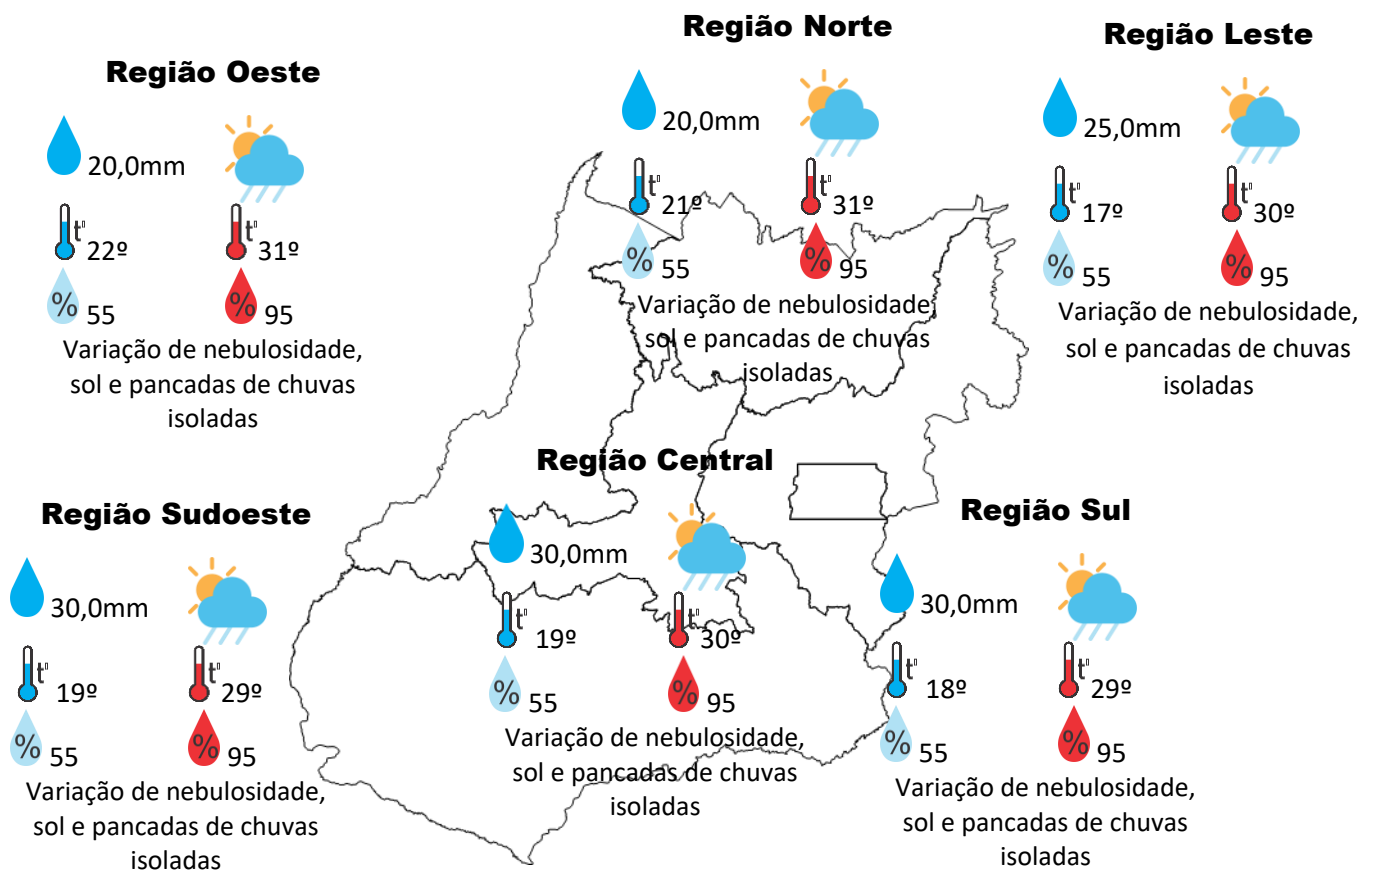 Região Oeste
20,0mm
t°
22º
31º
%
55
%
95
Variação de nebulosidade,
sol e pancadas de chuvas
isoladas
Região Norte
20,0mm
t°
21º
t°
31º
%
55
%
95
Variação de nebulosidade,
sol e pancadas de chuvas
isoladas
Região Leste
25,0mm
t°
17º
t°
30º
%
55
%
95
Variação de nebulosidade,
sol e pancadas de chuvas
isoladas
Região Sudoeste
30,0mm
t°
19º
t°
29º
%
55
%
95
Variação de nebulosidade,
sol e pancadas de chuvas
isoladas
Região Central
30,0mm
t°
19º
t°
30º
%
55
%
95
Variação de nebulosidade,
sol e pancadas de chuvas
isoladas
Região Sul
30,0mm
t°
18º
t°
29º
%
55
%
95
Variação de nebulosidade,
sol e pancadas de chuvas
isoladas